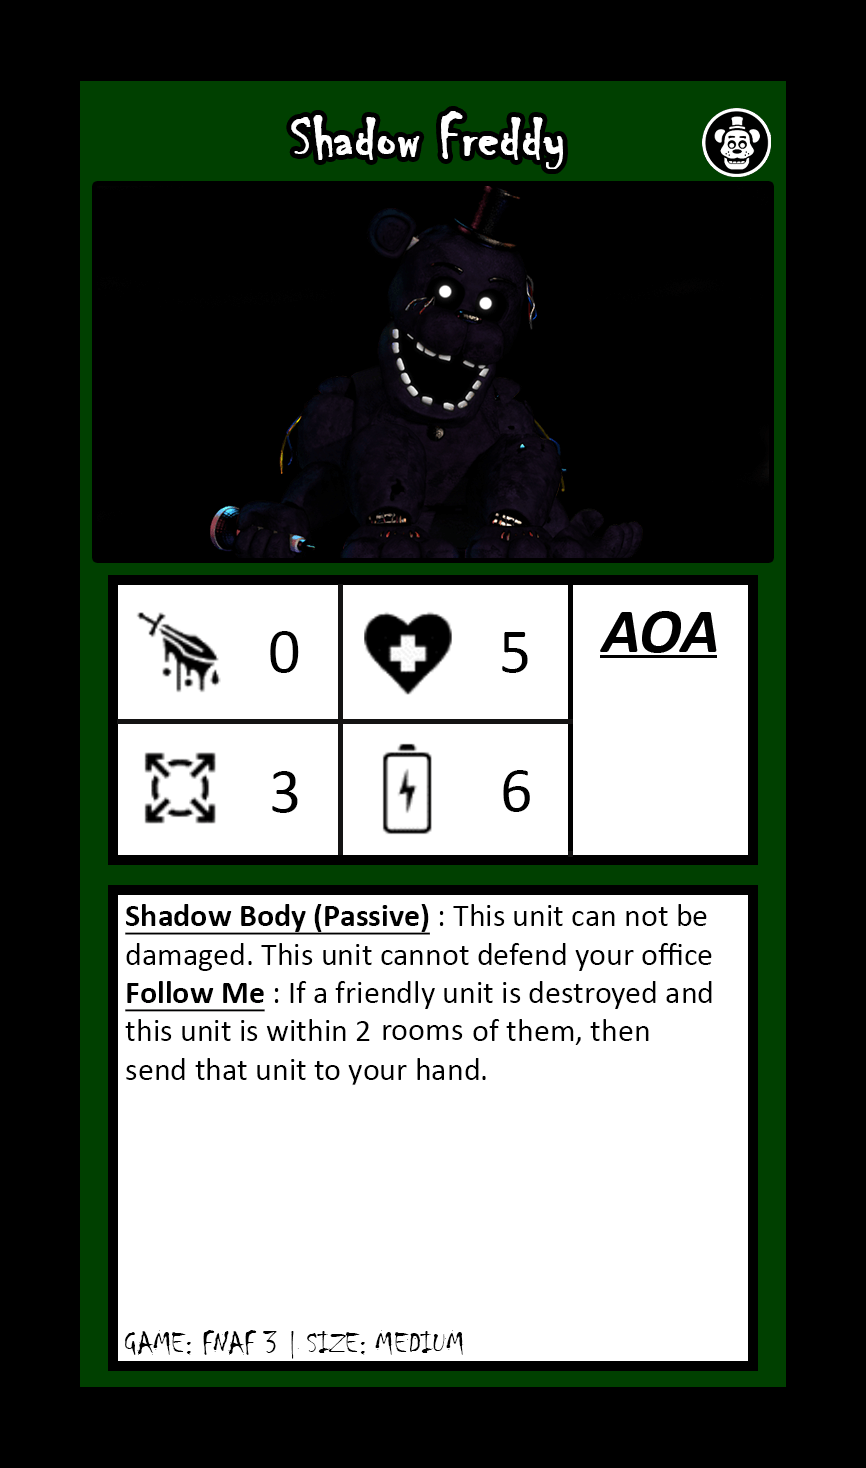 Shadow Freddy
0
5
AOA
3
6
Shadow Body (Passive) : This unit can not be
damaged. This unit cannot defend your office
Follow Me : If a friendly unit is destroyed and
this unit is within 2 rooms of them, then
send that unit to your hand.
GAME: FNAF 3 | SIZE: MEDIUM